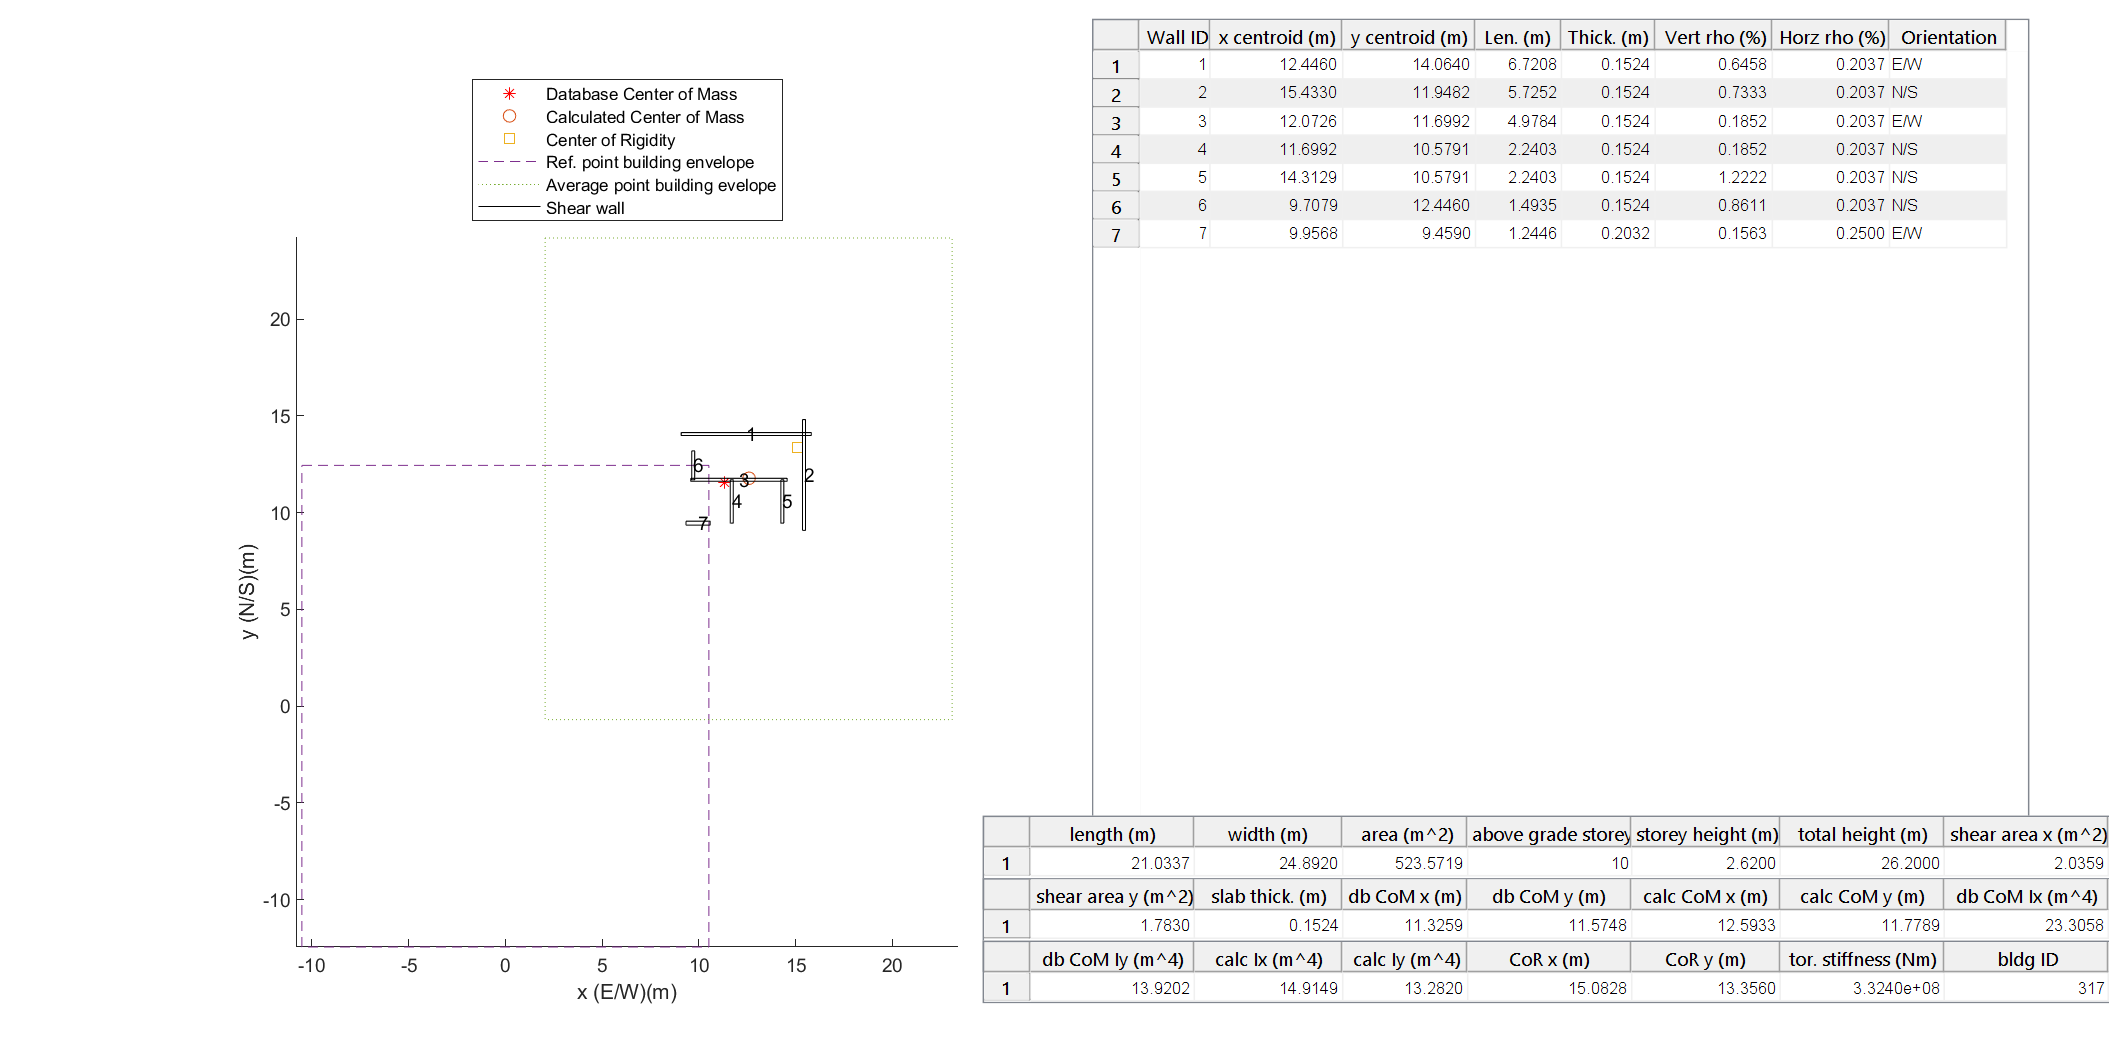 Database Center of Mass
Calculated Center of Mass
Center of Rigidity
Ref. point building envelope
Average point building evelope
Shear wall
20
15
10
5
0
-5
-10
-10 -5 0 5 10 15 20
x (E/W)(m)
y (N/S)(m)
1
2
3
4
5
6
7
Wall ID x centroid (m) y centroid (m) Len. (m) Thick. (m) Vert rho (%) Horz rho (%) Orientation
1 1 12.4460 14.0640 6.7208 0.1524 0.6458 0.2037 E/W
2 2 15.4330 11.9482 5.7252 0.1524 0.7333 0.2037 N/S
3 3 12.0726 11.6992 4.9784 0.1524 0.1852 0.2037 E/W
4 4 11.6992 10.5791 2.2403 0.1524 0.1852 0.2037 N/S
5 5 14.3129 10.5791 2.2403 0.1524 1.2222 0.2037 N/S
6 6 9.7079 12.4460 1.4935 0.1524 0.8611 0.2037 N/S
7 7 9.9568 9.4590 1.2446 0.2032 0.1563 0.2500 E/W
length (m) width (m) area (m^2) above grade storey storey height (m) total height (m) shear area x (m^2)
1 21.0337 24.8920 523.5719 10 2.6200 26.2000 2.0359
shear area y (m^2) slab thick. (m) db CoM x (m) db CoM y (m) calc CoM x (m) calc CoM y (m) db CoM Ix (m^4)
1 1.7830 0.1524 11.3259 11.5748 12.5933 11.7789 23.3058
db CoM Iy (m^4) calc Ix (m^4) calc Iy (m^4) CoR x (m) CoR y (m) tor. stiffness (Nm) bldg ID
1 13.9202 14.9149 13.2820 15.0828 13.3560 3.3240e+08 317